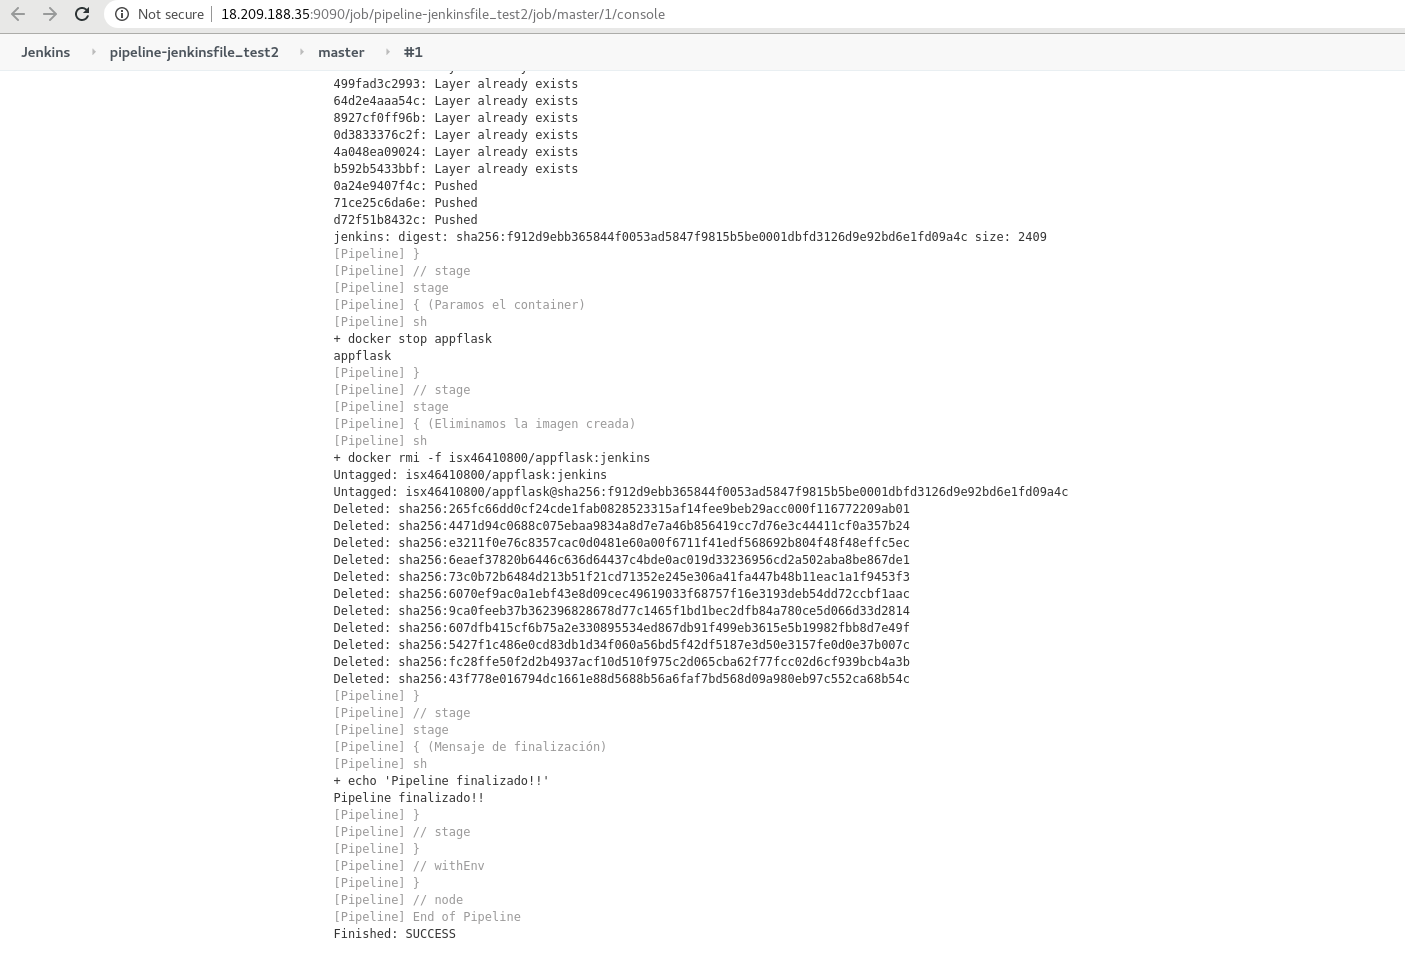 Not secure | 18.209.188.35:9090/job/pipeline-jenkinsfile_test2/job/master/1/console
Jenkins pipeline-jenkinsfile_test2 master #1
499fad3c2993: Layer already exists
64d2e4aaa54c: Layer already exists
8927cf0ff96b: Layer already exists
0d3833376c2f: Layer already exists
4a048ea09024: Layer already exists
b592b5433bbf: Layer already exists
0a24e9407f4c: Pushed
71ce25c6da6e: Pushed
d72f51b8432c: Pushed
jenkins: digest: sha256:f912d9ebb365844f0053ad5847f9815b5be0001dbfd3126d9e92bd6e1fd09a4c size: 2409
[Pipeline] }
[Pipeline] // stage
[Pipeline] stage
[Pipeline] { (Paramos el container)
[Pipeline] sh
+ docker stop appflask
appflask
[Pipeline] }
[Pipeline] // stage
[Pipeline] stage
[Pipeline] { (Eliminamos la imagen creada)
[Pipeline] sh
+ docker rmi -f isx46410800/appflask:jenkins
Untagged: isx46410800/appflask:jenkins
Untagged: isx46410800/appflask@sha256:f912d9ebb365844f0053ad5847f9815b5be0001dbfd3126d9e92bd6e1fd09a4c
Deleted: sha256:265fc66dd0cf24cde1fab0828523315af14fee9beb29acc000f116772209ab01
Deleted: sha256:4471d94c0688c075ebaa9834a8d7e7a46b856419cc7d76e3c44411cf0a357b24
Deleted: sha256:e3211f0e76c8357cac0d0481e60a00f6711f41edf568692b804f48f48effc5ec
Deleted: sha256:6eaef37820b6446c636d64437c4bde0ac019d33236956cd2a502aba8be867de1
Deleted: sha256:73c0b72b6484d213b51f21cd71352e245e306a41fa447b48b11eac1a1f9453f3
Deleted: sha256:6070ef9ac0a1ebf43e8d09cec49619033f68757f16e3193deb54dd72ccbf1aac
Deleted: sha256:9ca0feeb37b362396828678d77c1465f1bd1bec2dfb84a780ce5d066d33d2814
Deleted: sha256:607dfb415cf6b75a2e330895534ed867db91f499eb3615e5b19982fbb8d7e49f
Deleted: sha256:5427f1c486e0cd83db1d34f060a56bd5f42df5187e3d50e3157fe0d0e37b007c
Deleted: sha256:fc28ffe50f2d2b4937acf10d510f975c2d065cba62f77fcc02d6cf939bcb4a3b
Deleted: sha256:43f778e016794dc1661e88d5688b56a6faf7bd568d09a980eb97c552ca68b54c
[Pipeline] }
[Pipeline] // stage
[Pipeline] stage
[Pipeline] { (Mensaje de finalización)
[Pipeline] sh
+ echo 'Pipeline finalizado!!'
Pipeline finalizado!!
[Pipeline] }
[Pipeline] // stage
[Pipeline] }
[Pipeline] // withEnv
[Pipeline] }
[Pipeline] // node
[Pipeline] End of Pipeline
Finished: SUCCESS